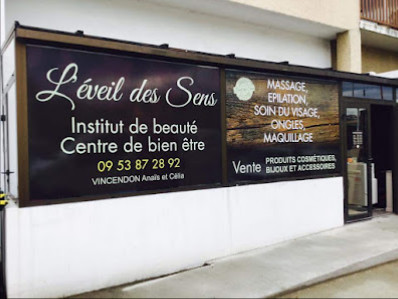 L'éveil des Sens
Institut de beauté
Centre de bien être
09 53 87 28 92
VINCENDON Anaïs et Célia
MASSAGE,
EPILATION,
SOIN DU VISAGE,
ONGLES,
MAQUILLAGE
Vente PRODUITS COSMÉTIQUES,
BIJOUX ET ACCESSOIRES